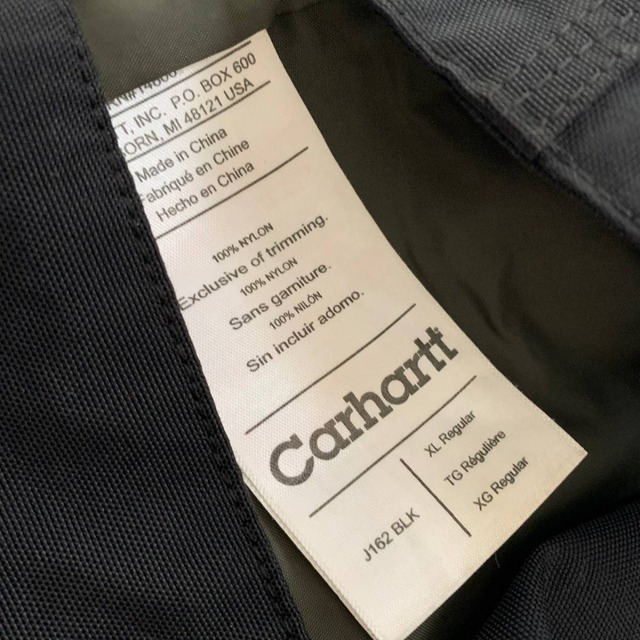 14806
T, INC. P.O. BOX 600
ORN, MI 48121 USA
Made in China
Fabriqué en Chine
Hecho en China
100% NYLON
Exclusive of trimming.
100% NYLON
Sans garniture.
100% NILÓN
Sin incluir adorno.
Carhartt
J162 BLK
XL Regular
TG Régulière
XG Regular